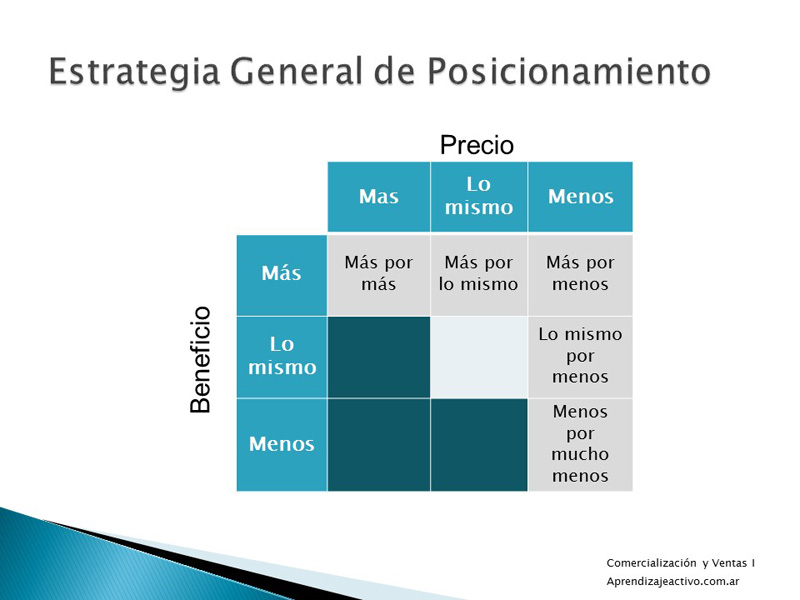 Estrategia General de Posicionamiento
Precio
Mas
Lo
mismo
Menos
Beneficio
Más
Más por
más
Más por
lo mismo
Más por
menos
Lo
mismo
Lo mismo
por
menos
Menos
Menos
por
mucho
menos
Comercialización y Ventas I
Aprendizajeactivo.com.ar